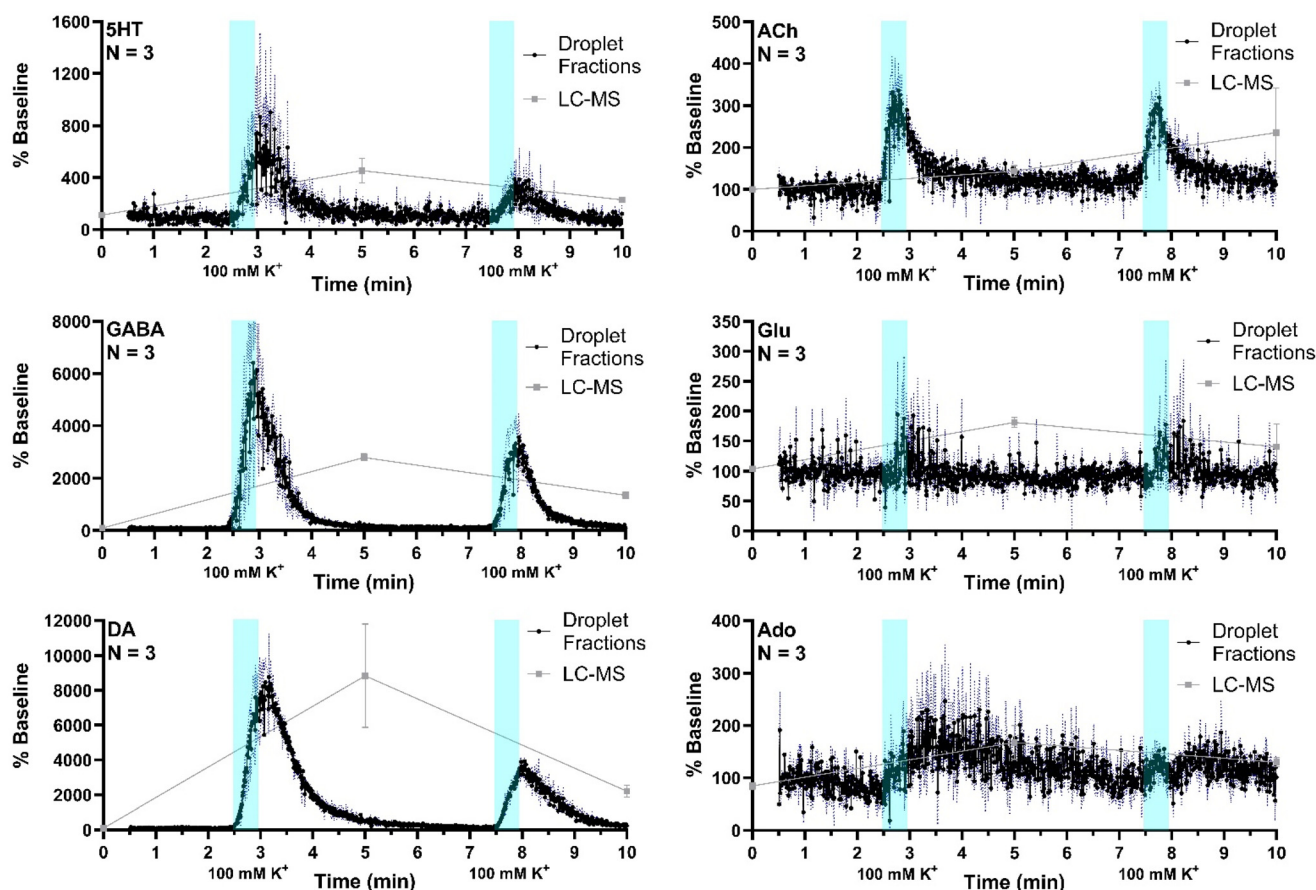 5HT
N = 3
Droplet
Fractions
LC-MS
% Baseline
1600
1200
800
400
0
0 1 2 3 4 5 6 7 8 9 10
100 mM K⁺ 100 mM K⁺
Time (min)
ACh
N = 3
Droplet
Fractions
LC-MS
% Baseline
500
400
300
200
100
0
0 1 2 3 4 5 6 7 8 9 10
100 mM K⁺ 100 mM K⁺
Time (min)
GABA
N = 3
Droplet
Fractions
LC-MS
% Baseline
8000
6000
4000
2000
0
0 1 2 3 4 5 6 7 8 9 10
100 mM K⁺ 100 mM K⁺
Time (min)
Glu
N = 3
Droplet
Fractions
LC-MS
% Baseline
350
300
250
200
150
100
50
0
0 1 2 3 4 5 6 7 8 9 10
100 mM K⁺ 100 mM K⁺
Time (min)
DA
N = 3
Droplet
Fractions
LC-MS
% Baseline
12000
10000
8000
6000
4000
2000
0
0 1 2 3 4 5 6 7 8 9 10
100 mM K⁺ 100 mM K⁺
Time (min)
Ado
N = 3
Droplet
Fractions
LC-MS
% Baseline
400
300
200
100
0
0 1 2 3 4 5 6 7 8 9 10
100 mM K⁺ 100 mM K⁺
Time (min)